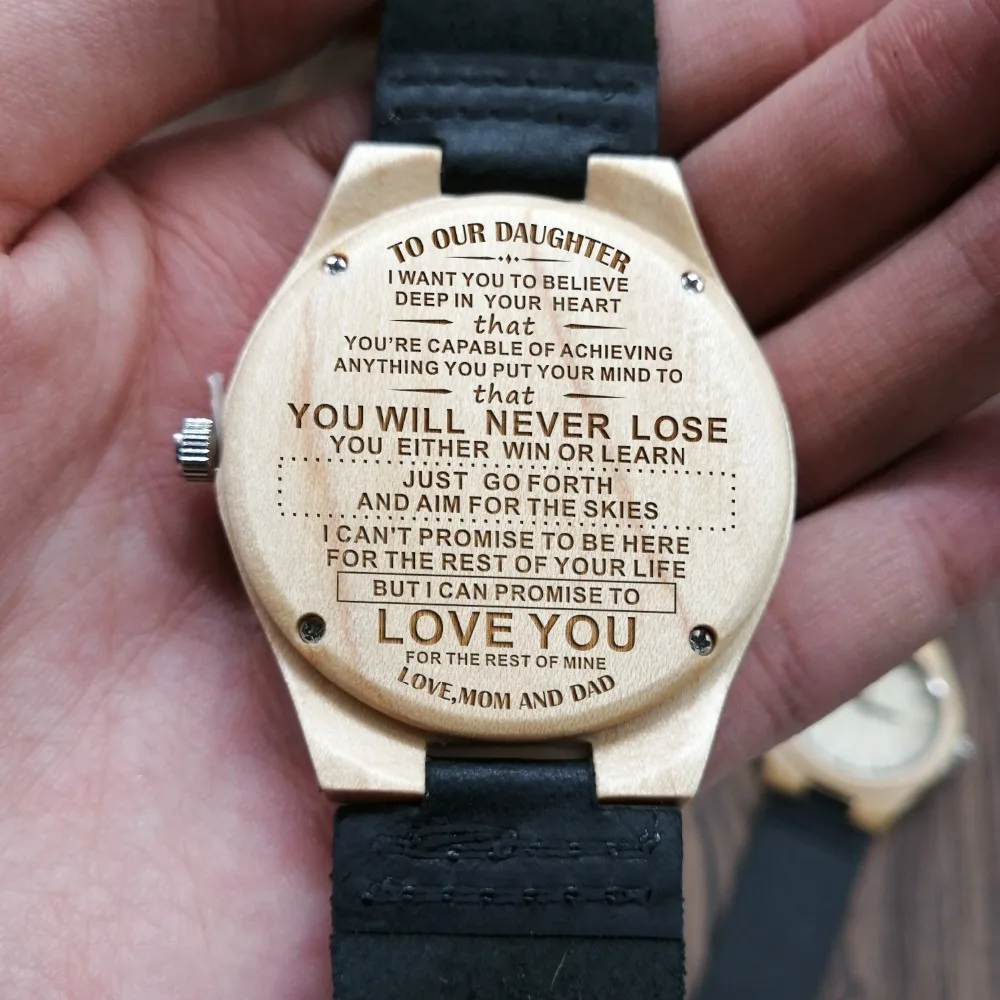 TO OUR DAUGHTER
I WANT YOU TO BELIEVE
DEEP IN YOUR HEART
that
YOU'RE CAPABLE OF ACHIEVING
ANYTHING YOU PUT YOUR MIND TO
that
YOU WILL NEVER LOSE
YOU EITHER WIN OR LEARN
JUST GO FORTH
AND AIM FOR THE SKIES
I CAN'T PROMISE TO BE HERE
FOR THE REST OF YOUR LIFE
BUT I CAN PROMISE TO
LOVE YOU
FOR THE REST OF MINE
LOVE,MOM AND DAD